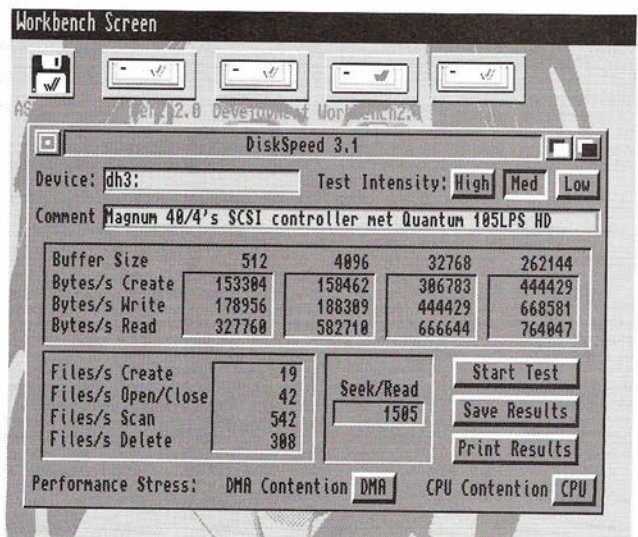 Workbench Screen
2.0 Development Workbench2.
DiskSpeed 3.1
Device: dh3: Test Intensity: High Med Low
Comment Magnum 40/4's SCSI controller met Quantum 105LPS HD
Buffer Size 512 4096 32768 262144
Bytes/s Create 153304 158462 306783 444429
Bytes/s Write 178956 188309 444429 668581
Bytes/s Read 327760 582710 666644 764047
Files/s Create 19
Files/s Open/Close 42
Files/s Scan 542
Files/s Delete 308
Seek/Read
1505
Start Test
Save Results
Print Results
Performance Stress: DMA Contention DMA CPU Contention CPU